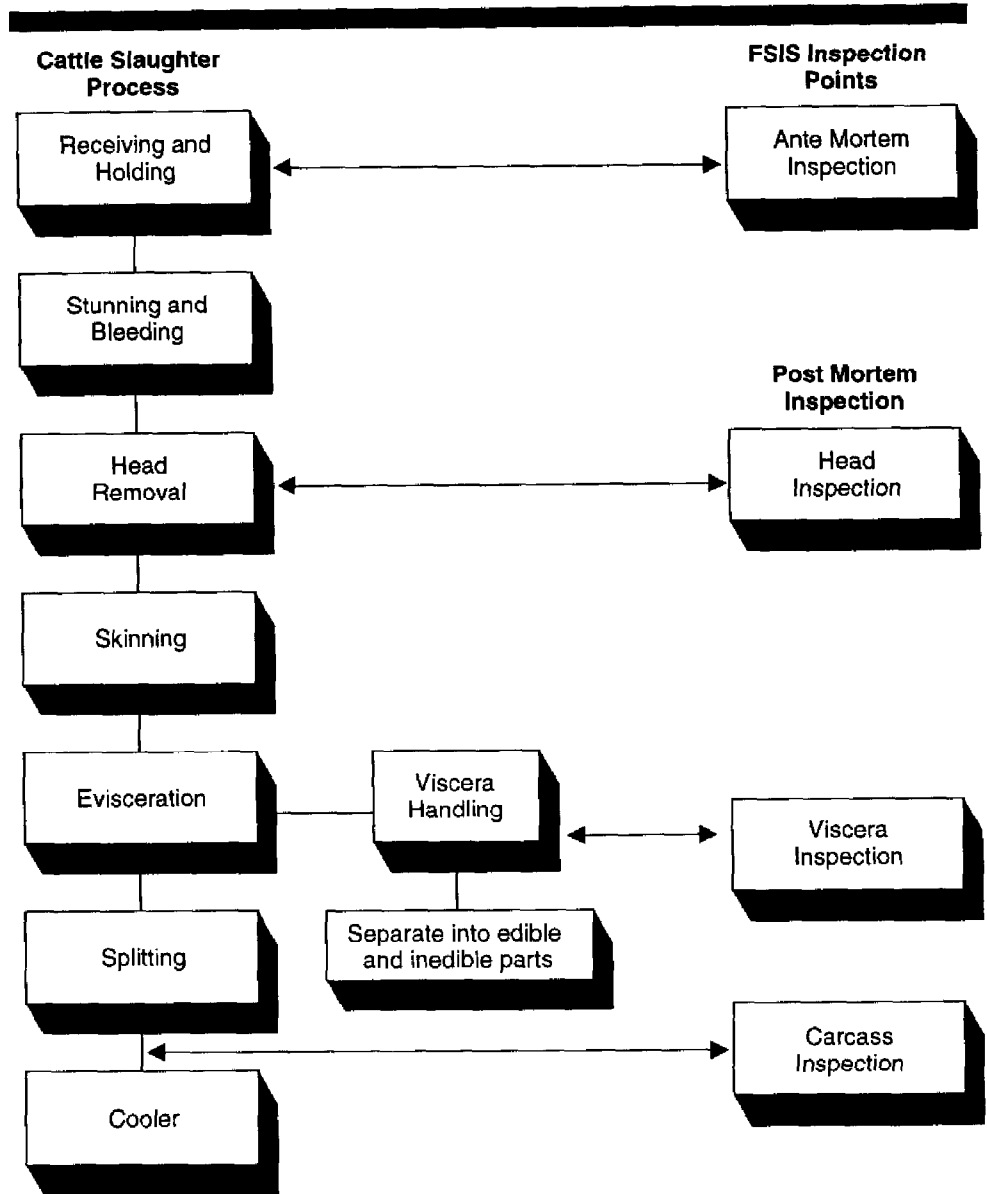 Cattle Slaughter
Process
FSIS Inspection
Points
Receiving and
Holding
Ante Mortem
Inspection
Stunning and
Bleeding
Post Mortem
Inspection
Head
Removal
Head
Inspection
Skinning
Evisceration
Viscera
Handling
Viscera
Inspection
Splitting
Separate into edible
and inedible parts
Carcass
Inspection
Cooler